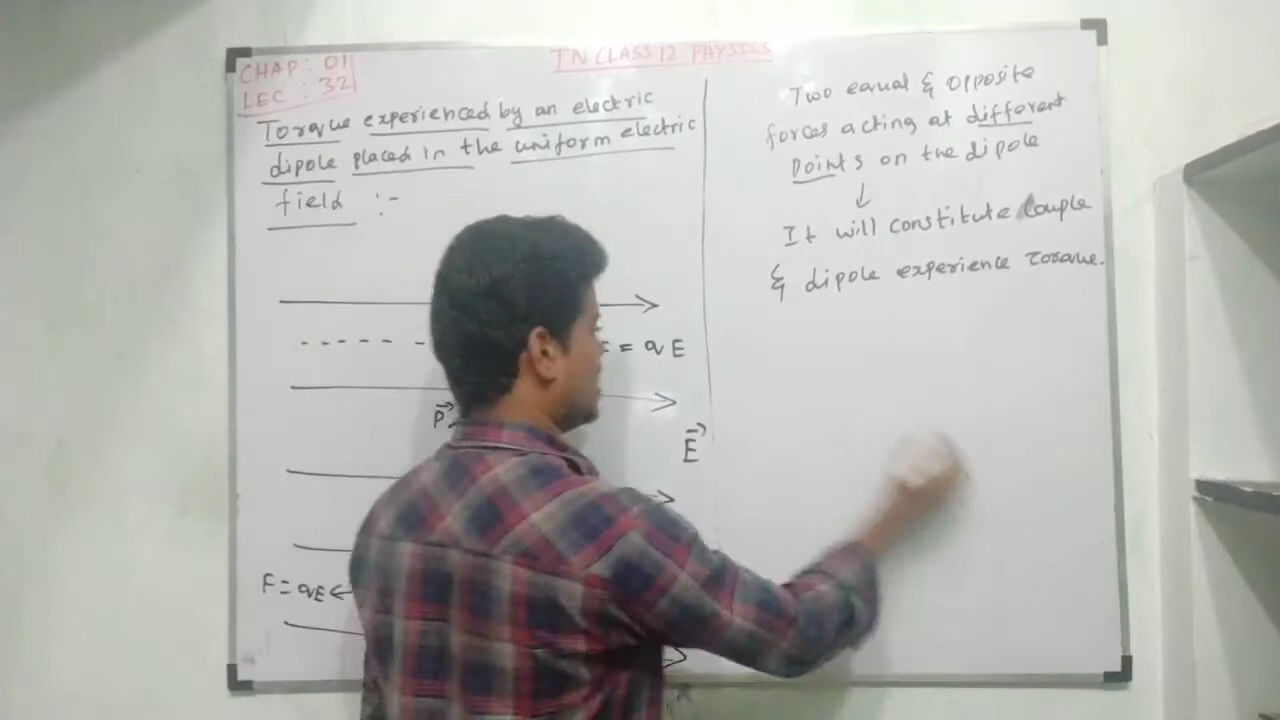 TN CLASS 12 PHYSICS
CHAP : 01
LEC : 32
Torque experienced by an electric
dipole placed in the uniform electric
field :-
= qE
P
E
F = qE
Two equal & opposite
forces acting at different
points on the dipole
↓
It will constitute Couple
& dipole experience Torque.